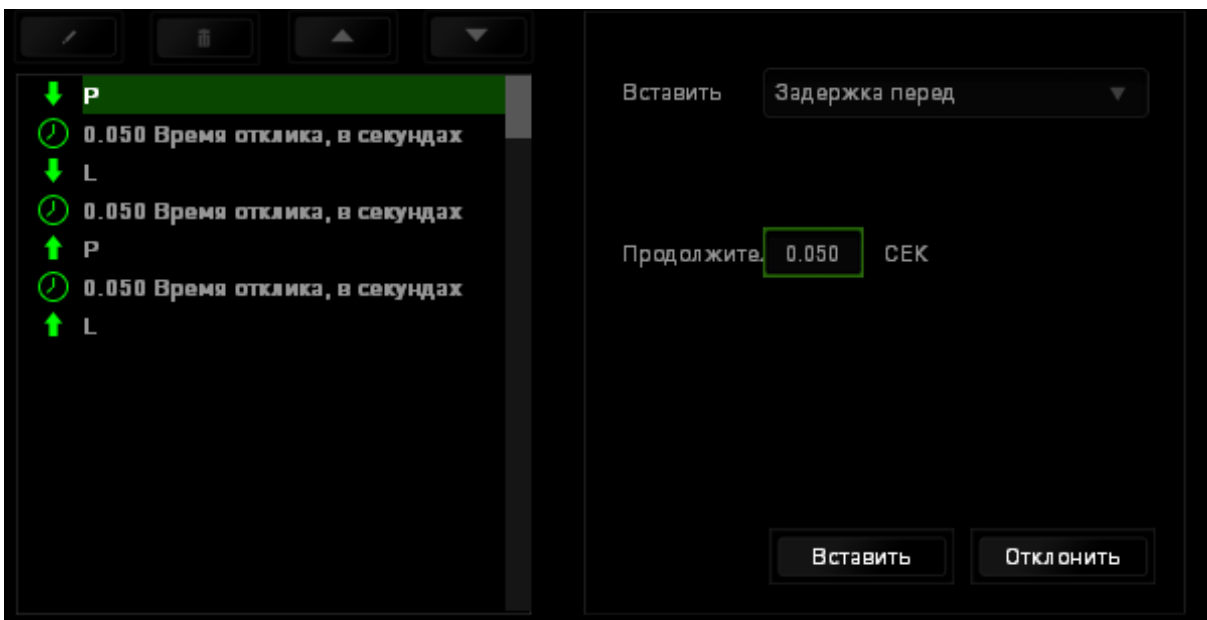 P
0.050 Время отклика, в секундах
L
0.050 Время отклика, в секундах
P
0.050 Время отклика, в секундах
L
Вставить Задержка перед
Продолжите. 0.050 СЕК
Вставить Отклонить